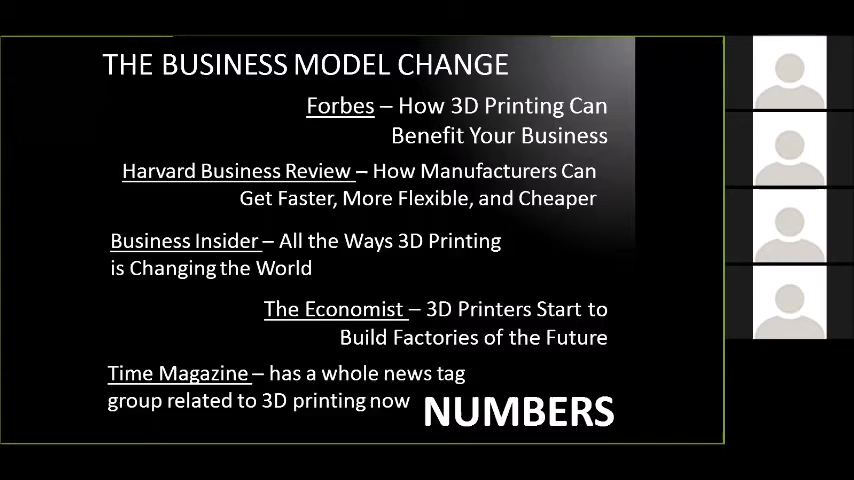 THE BUSINESS MODEL CHANGE
Forbes – How 3D Printing Can
Benefit Your Business
Harvard Business Review – How Manufacturers Can
Get Faster, More Flexible, and Cheaper
Business Insider – All the Ways 3D Printing
is Changing the World
The Economist – 3D Printers Start to
Build Factories of the Future
Time Magazine – has a whole news tag
group related to 3D printing now
NUMBERS